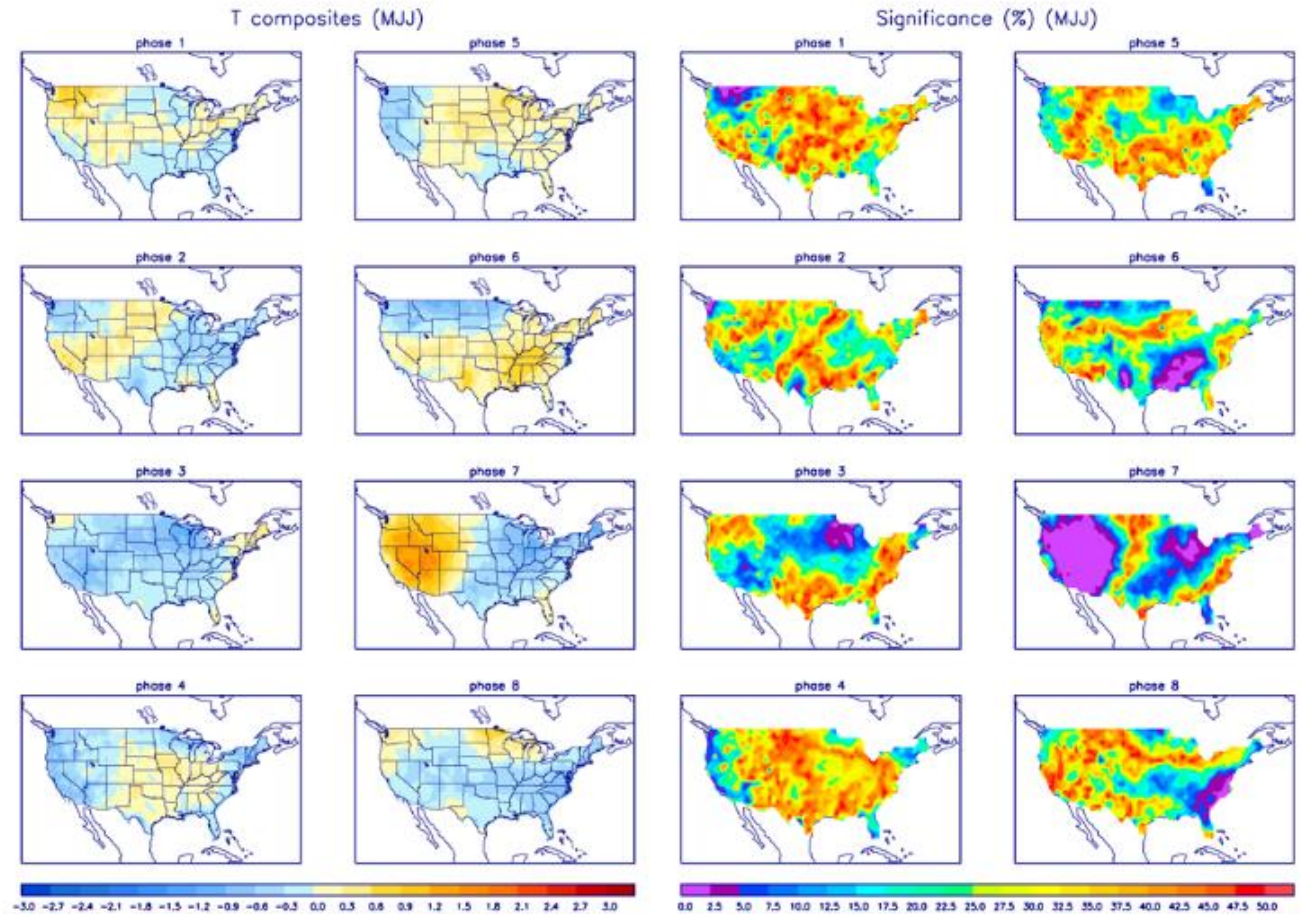 T composites (MJJ) Significance (%) (MJJ)
phase 1 phase 5 phase 1 phase 5
phase 2 phase 6 phase 2 phase 6
phase 3 phase 7 phase 3 phase 7
phase 4 phase 8 phase 4 phase 8
-3.0 -2.7 -2.4 -2.1 -1.8 -1.5 -1.2 -0.9 -0.6 -0.3 0.0 0.3 0.6 0.9 1.2 1.5 1.8 2.1 2.4 2.7 3.0 0.0 2.5 5.0 7.5 10.0 12.5 15.0 17.5 20.0 22.5 25.0 27.5 30.0 32.5 35.0 37.5 40.0 42.5 45.0 47.5 50.0